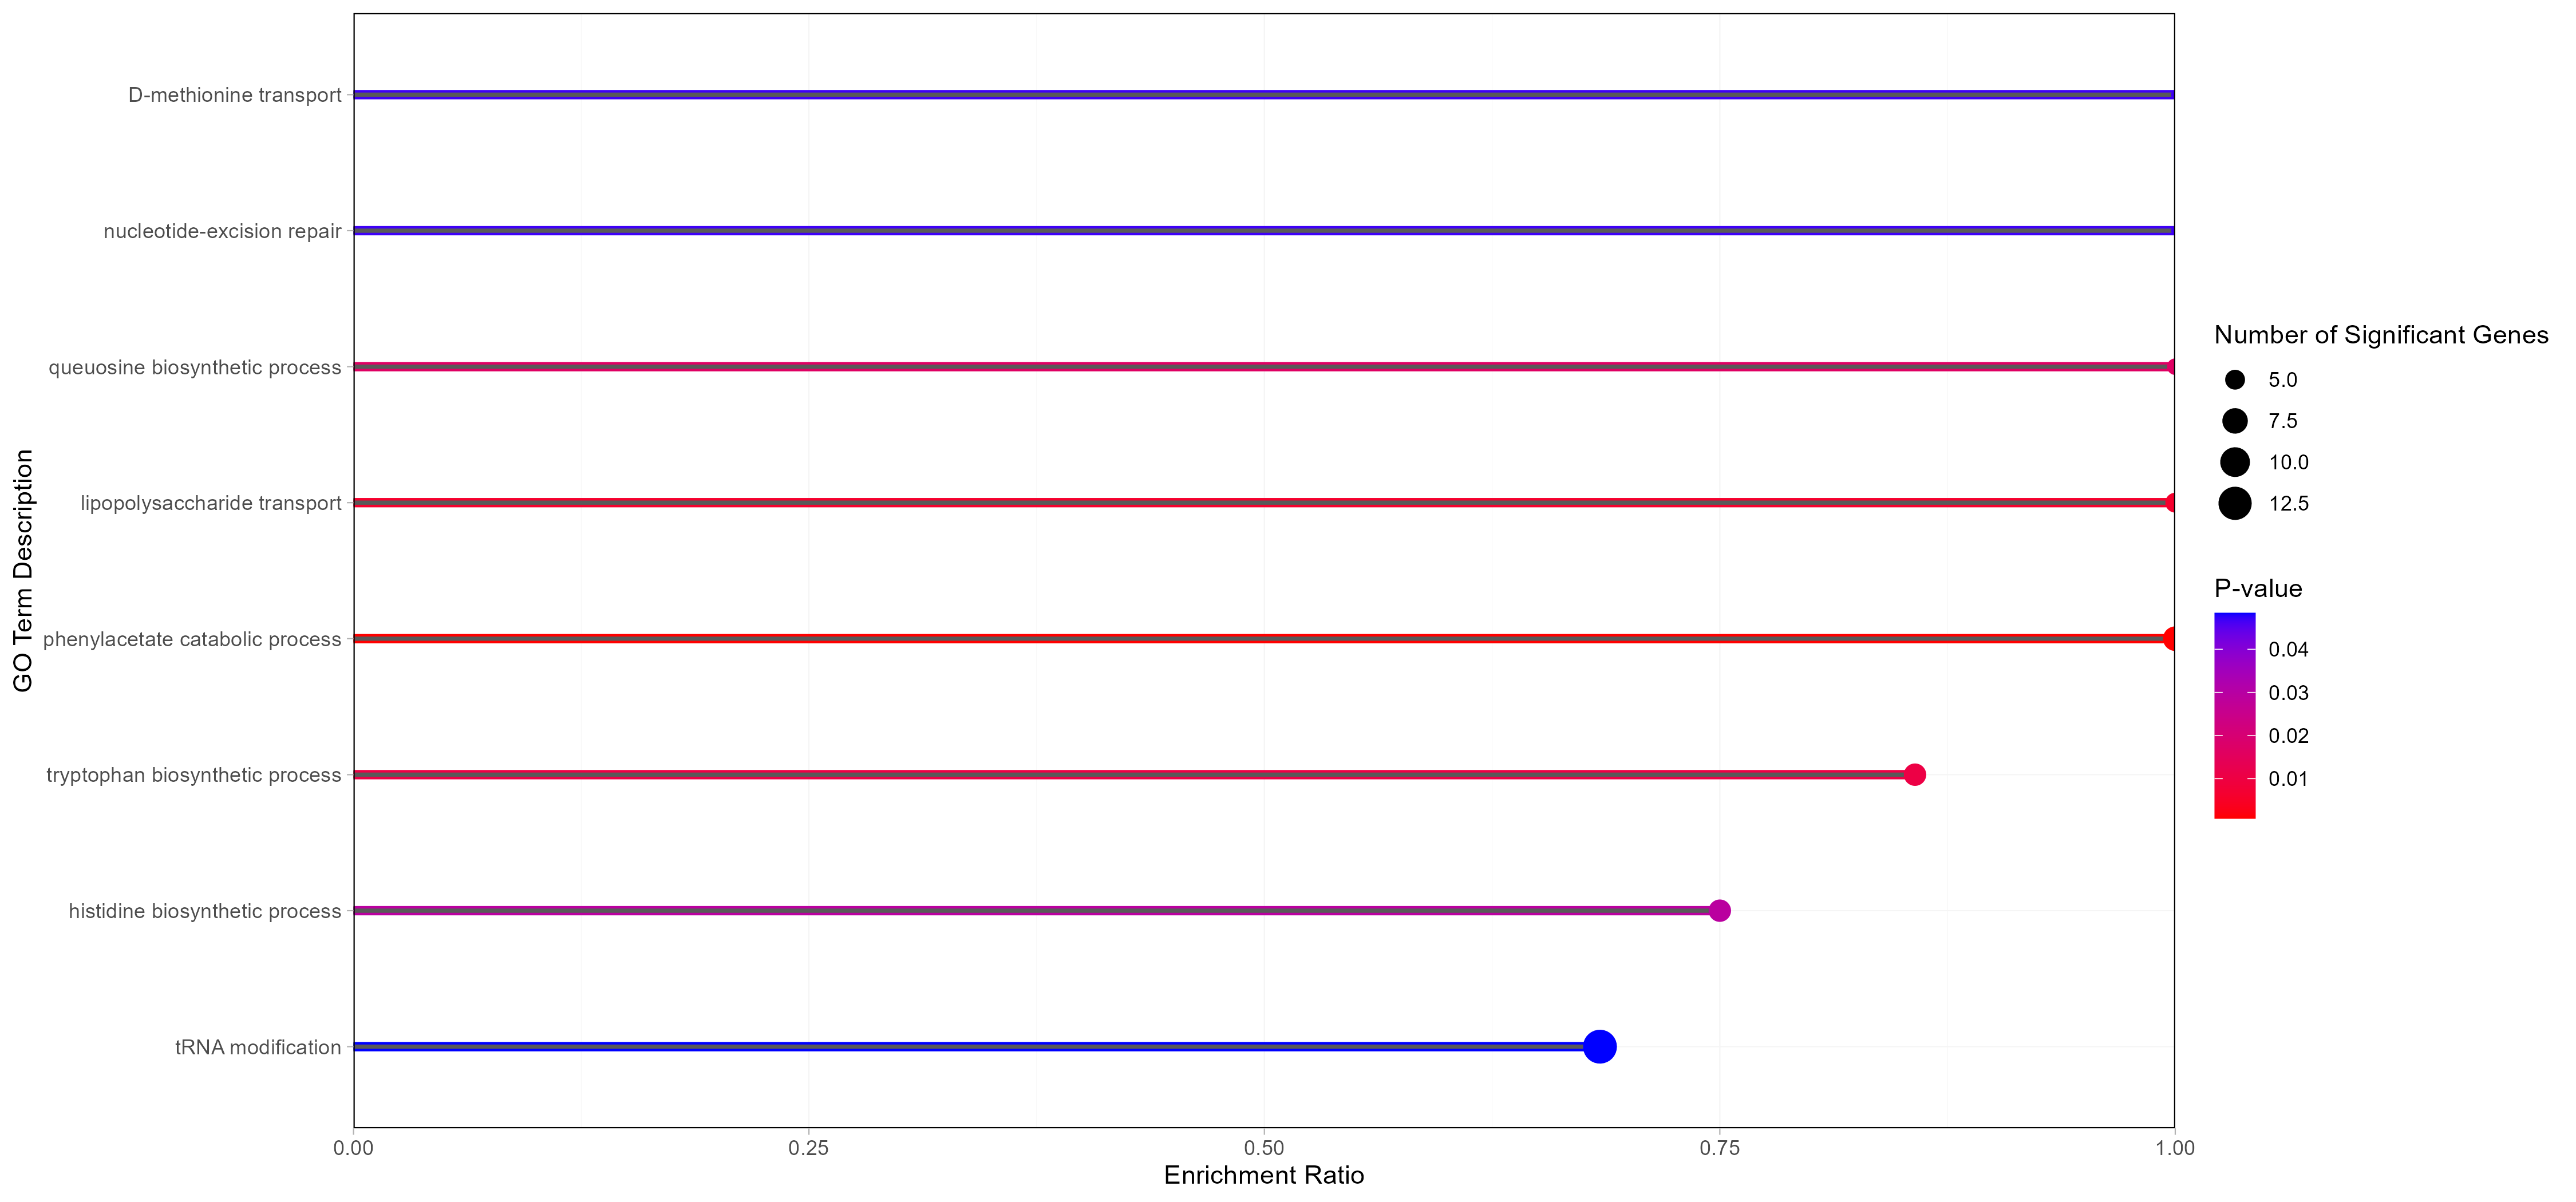 GO Term Description
D-methionine transport
nucleotide-excision repair
queuosine biosynthetic process
lipopolysaccharide transport
phenylacetate catabolic process
tryptophan biosynthetic process
histidine biosynthetic process
tRNA modification
0.00 0.25 0.50 0.75 1.00
Enrichment Ratio
Number of Significant Genes
5.0
7.5
10.0
12.5
P-value
0.04
0.03
0.02
0.01